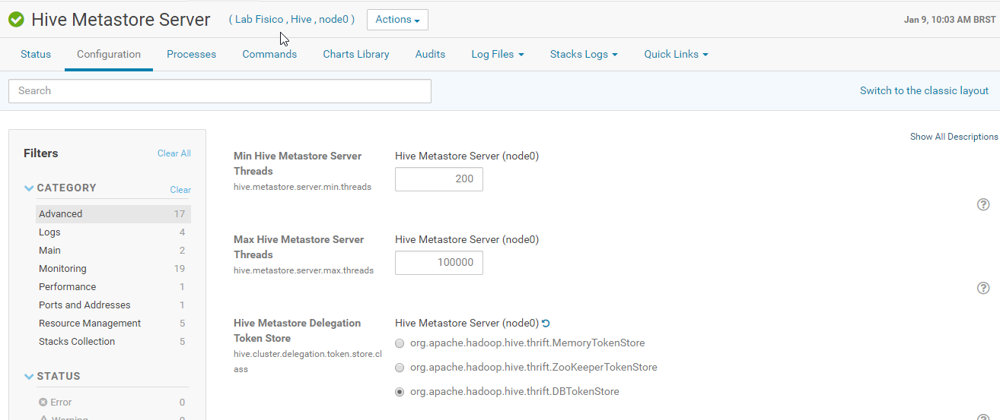 Hive Metastore Server ( Lab Fisico , Hive , node0 ) Actions Jan 9, 10:03 AM BRST
Status Configuration Processes Commands Charts Library Audits Log Files Stacks Logs Quick Links
Search Switch to the classic layout
Show All Descriptions
Filters Clear All
CATEGORY Clear
Advanced 17
Logs 4
Main 2
Monitoring 19
Performance 1
Ports and Addresses 1
Resource Management 5
Stacks Collection 5
STATUS
Error 0
Warning 0
Min Hive Metastore Server
Threads
hive.metastore.server.min.threads
Hive Metastore Server (node0)
200
Max Hive Metastore Server
Threads
hive.metastore.server.max.threads
Hive Metastore Server (node0)
100000
Hive Metastore Delegation
Token Store
hive.cluster.delegation.token.store.cl
ass
Hive Metastore Server (node0)
org.apache.hadoop.hive.thrift.MemoryTokenStore
org.apache.hadoop.hive.thrift.ZooKeeperTokenStore
org.apache.hadoop.hive.thrift.DBTokenStore